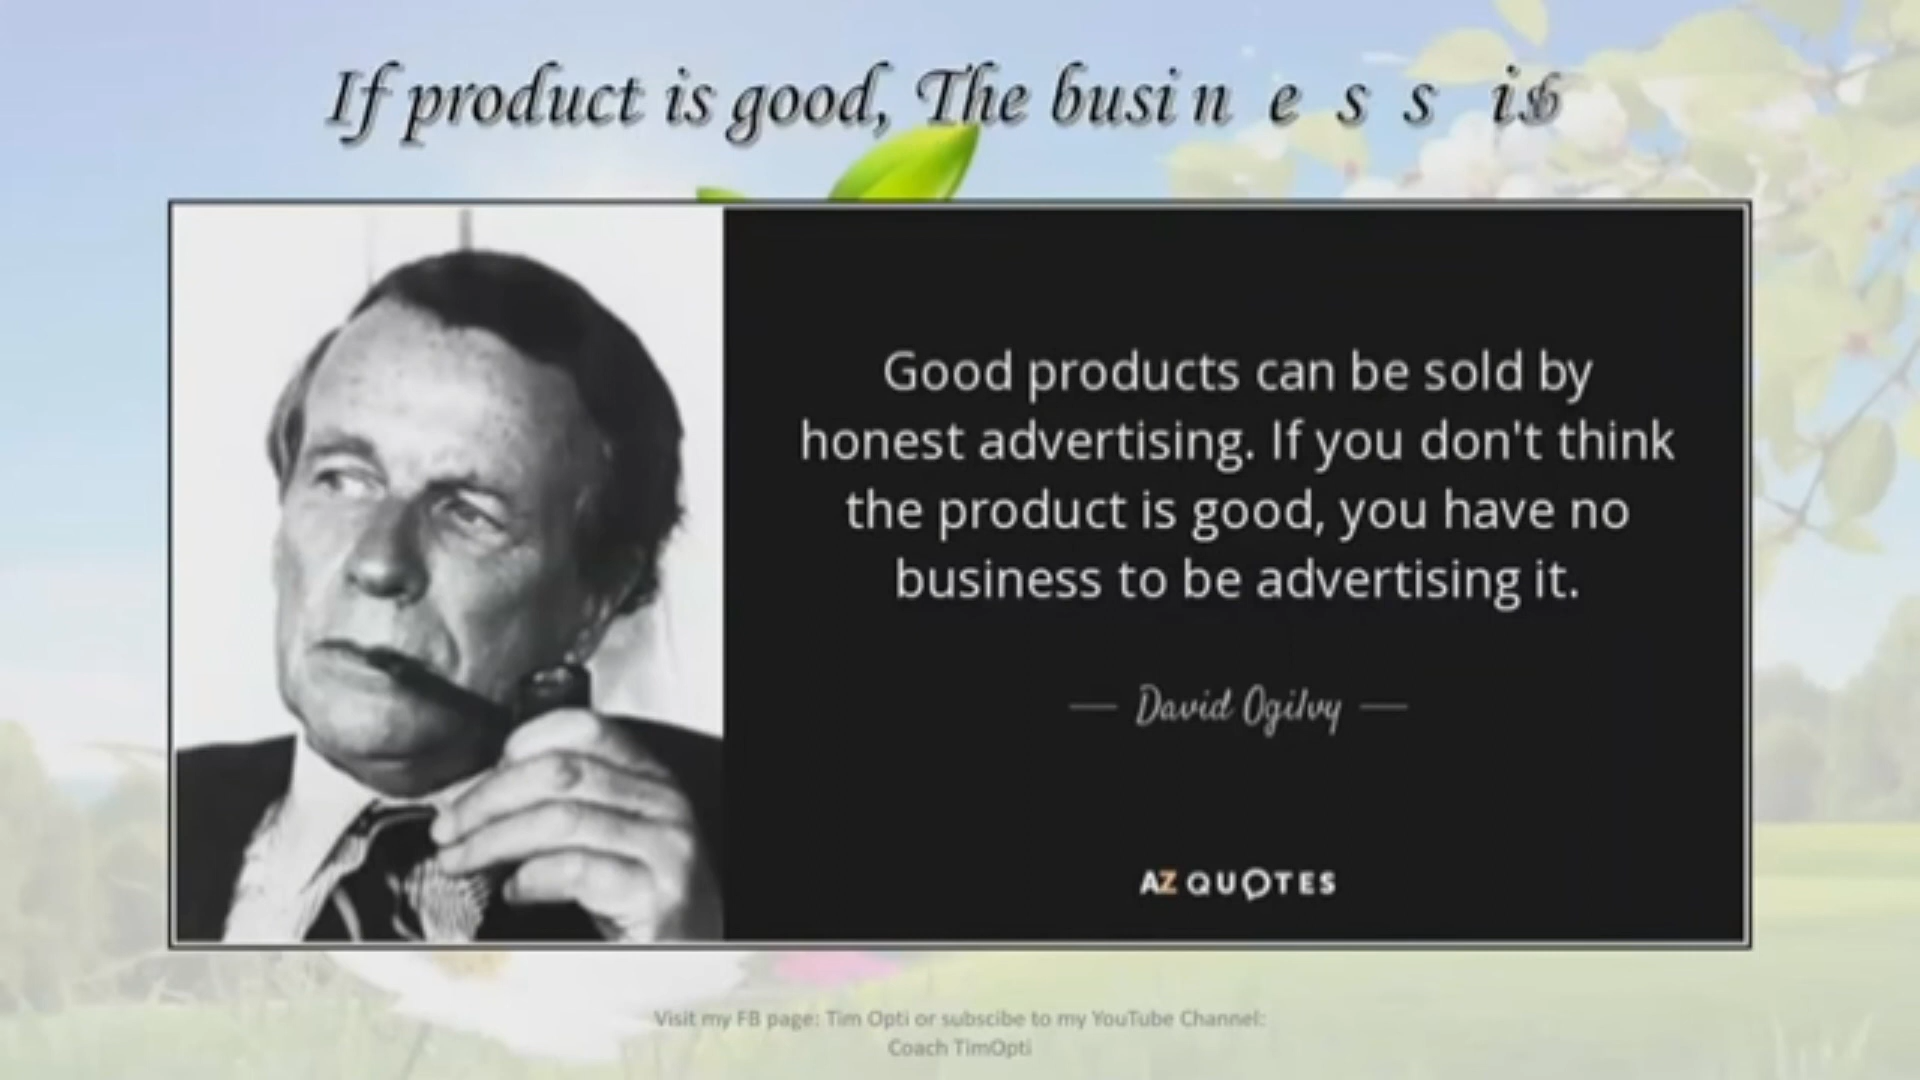 If product is good, The business is
Good products can be sold by
honest advertising. If you don't think
the product is good, you have no
business to be advertising it.
— David Ogilvy —
AZ QUOTES
Visit my FB page: Tim Opti or subscibe to my YouTube Channel:
Coach TimOpti